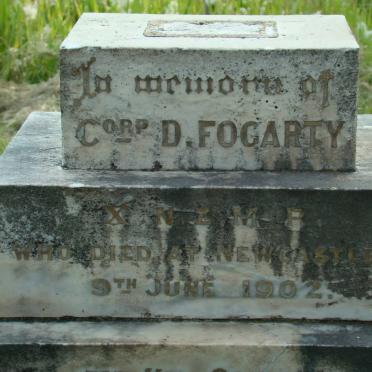 In memory of
CORP D. FOGARTY
X N.Z.M.R
WHO DIED AT NEWCASTLE
9TH JUNE 1902.